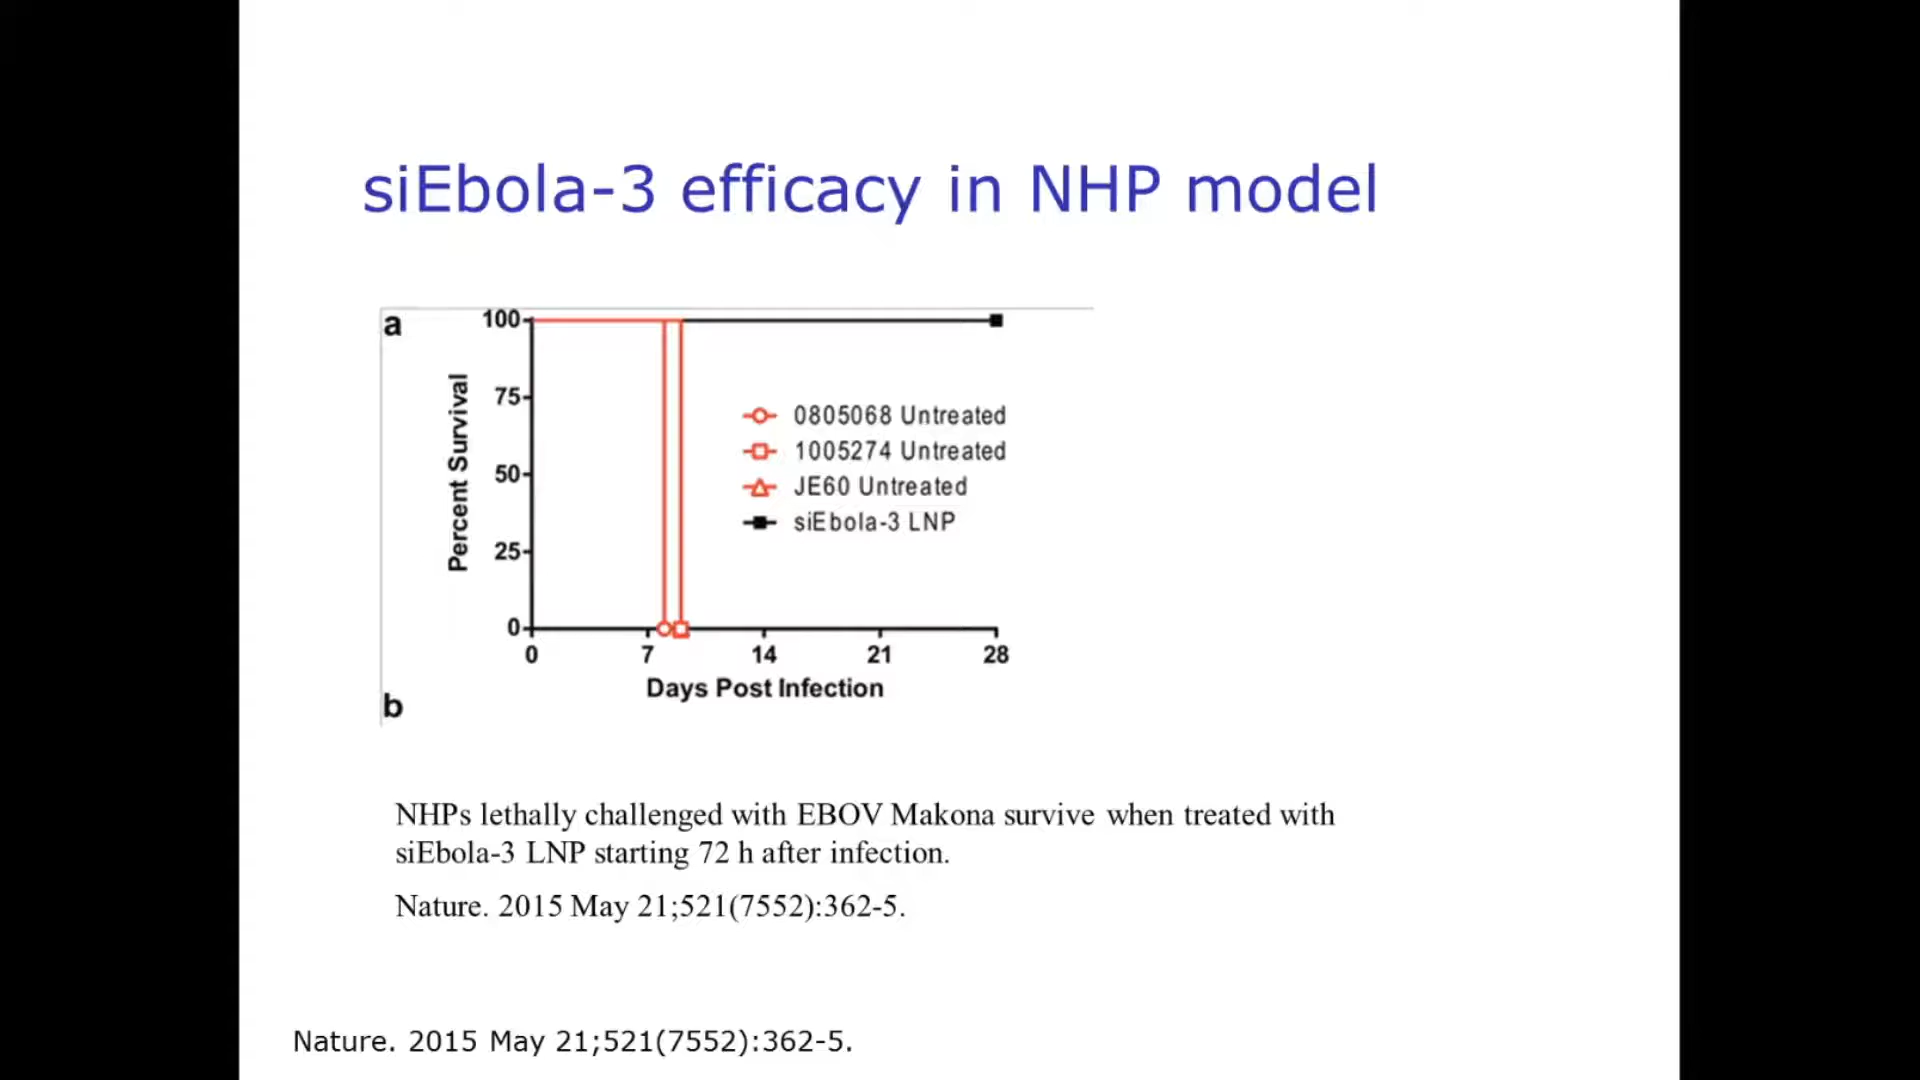 siEbola-3 efficacy in NHP model
a
Percent Survival
100
75
50
25
0
0 7 14 21 28
Days Post Infection
0805068 Untreated
1005274 Untreated
JE60 Untreated
siEbola-3 LNP
b
NHPs lethally challenged with EBOV Makona survive when treated with
siEbola-3 LNP starting 72 h after infection.
Nature. 2015 May 21;521(7552):362-5.
Nature. 2015 May 21;521(7552):362-5.